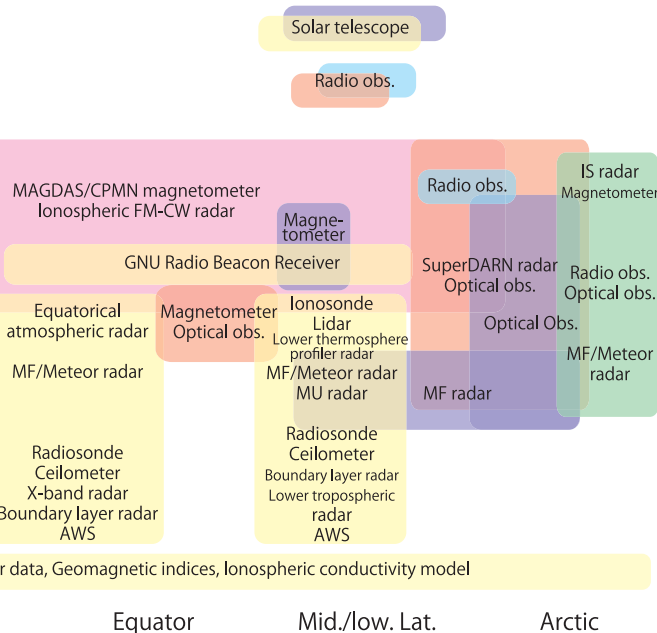 Solar telescope
Radio obs.
MAGDAS/CPMN magnetometer
Ionospheric FM-CW radar
Magne-
tometer
Radio obs.
IS radar
Magnetometer
GNU Radio Beacon Receiver
SuperDARN radar
Optical obs.
Radio obs.
Optical obs.
Equatorical
atmospheric radar
MF/Meteor radar
Magnetometer
Optical obs.
Ionosonde
Lidar
Lower thermosphere
profiler radar
MF/Meteor radar
MU radar
Optical Obs.
MF radar
MF/Meteor
radar
Radiosonde
Ceilometer
X-band radar
Boundary layer radar
AWS
Radiosonde
Ceilometer
Boundary layer radar
Lower tropospheric
radar
AWS
r data, Geomagnetic indices, Ionospheric conductivity model
Equator
Mid./low. Lat.
Arctic